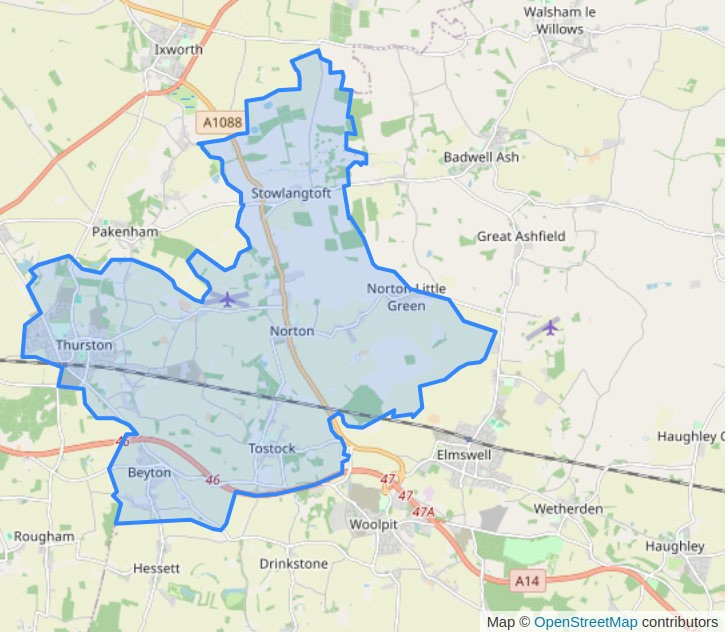 Walsham le
Willows
Ixworth
A1088
Badwell Ash
Stowlangtoft
Pakenham
Great Ashfield
Norton Little
Green
Norton
Thurston
46
Haughley G
Tostock
Elmswell
Beyton
46
47
47
47A
Wetherden
Woolpit
Rougham
Haughley
Drinkstone
Hessett
A14
Map © OpenStreetMap contributors